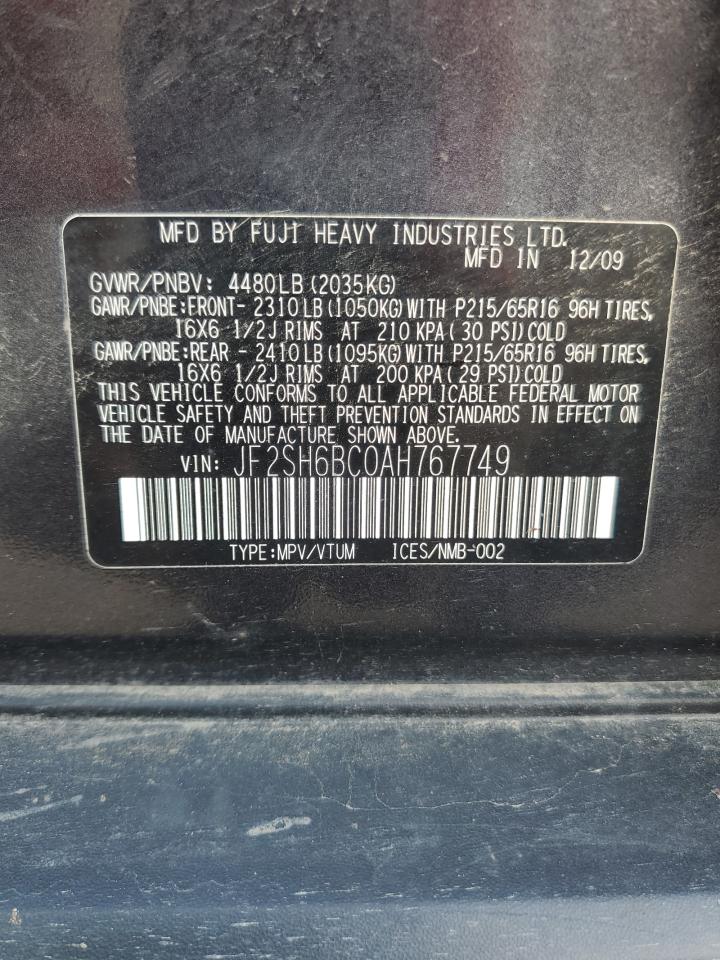 MFD BY FUJI HEAVY INDUSTRIES LTD.
MFD IN 12/09
GVWR/PNBV: 4480LB(2035KG)
GAWR/PNBE:FRONT- 2310LB(1050KG)WITH P215/65R16 96H TIRES,
16X6 1/2J RIMS AT 210 KPA( 30 PSI)COLD
GAWR/PNBE:REAR - 2410LB(1095KG)WITH P215/65R16 96H TIRES,
16X6 1/2J RIMS AT 200 KPA( 29 PSI)COLD
THIS VEHICLE CONFORMS TO ALL APPLICABLE FEDERAL MOTOR
VEHICLE SAFETY AND THEFT PREVENTION STANDARDS IN EFFECT ON
THE DATE OF MANUFACTURE SHOWN ABOVE.
VIN: JF2SH6BC0AH767749
TYPE:MPV/VTUM ICES/NMB-002